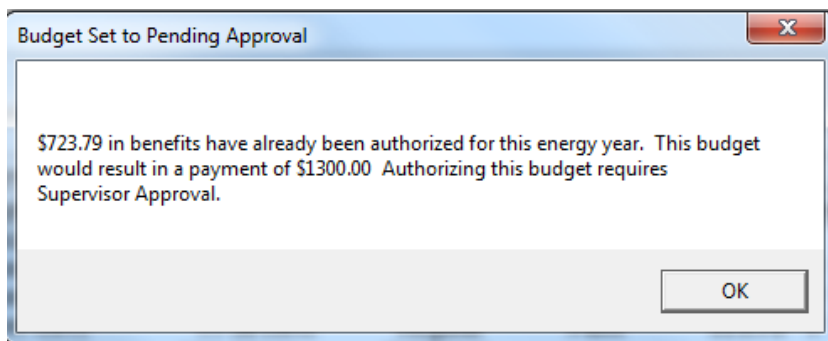 Budget Set to Pending Approval
$723.79 in benefits have already been authorized for this energy year.  This budget
would result in a payment of $1300.00  Authorizing this budget requires
Supervisor Approval.
OK